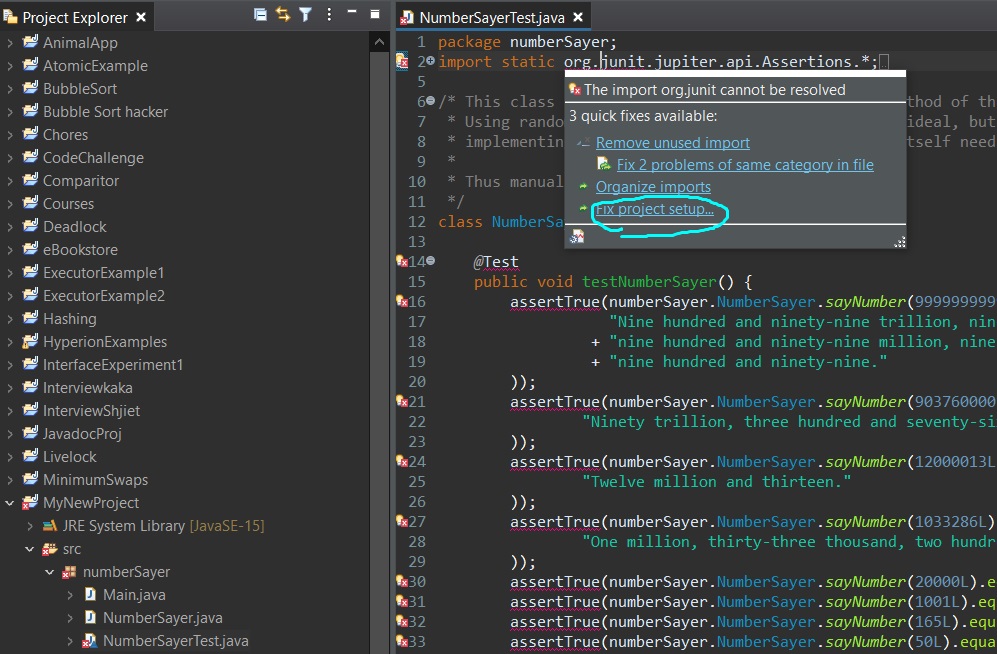 Project Explorer
AnimalApp
AtomicExample
BubbleSort
Bubble Sort hacker
Chores
CodeChallenge
Comparitor
Courses
Deadlock
eBookstore
ExecutorExample1
ExecutorExample2
Hashing
HyperionExamples
InterfaceExperiment1
Interviewkaka
InterviewShjiet
JavadocProj
Livelock
MinimumSwaps
MyNewProject
JRE System Library [JavaSE-15]
src
numberSayer
Main.java
NumberSayer.java
NumberSayerTest.java
NumberSayerTest.java
1 package numberSayer;
2 import static org.junit.jupiter.api.Assertions.*;
5
6 /* This class thod of th
7 * Using rando ideal, but
8 * implementin tself need
9 *
10 * Thus manual
11 */
12 class NumberSa
13
14 @Test
15 public void testNumberSayer() {
16 assertTrue(numberSayer.NumberSayer.sayNumber(999999999
17 "Nine hundred and ninety-nine trillion, nin
18 + "nine hundred and ninety-nine million, nine
19 + "nine hundred and ninety-nine."
20 ));
21 assertTrue(numberSayer.NumberSayer.sayNumber(903760000
22 "Ninety trillion, three hundred and seventy-si
23 ));
24 assertTrue(numberSayer.NumberSayer.sayNumber(12000013L
25 "Twelve million and thirteen."
26 ));
27 assertTrue(numberSayer.NumberSayer.sayNumber(1033286L)
28 "One million, thirty-three thousand, two hundr
29 ));
30 assertTrue(numberSayer.NumberSayer.sayNumber(20000L).e
31 assertTrue(numberSayer.NumberSayer.sayNumber(1001L).eq
32 assertTrue(numberSayer.NumberSayer.sayNumber(165L).equ
33 assertTrue(numberSayer.NumberSayer.sayNumber(50L).equa
The import org.junit cannot be resolved
3 quick fixes available:
Remove unused import
Fix 2 problems of same category in file
Organize imports
Fix project setup...